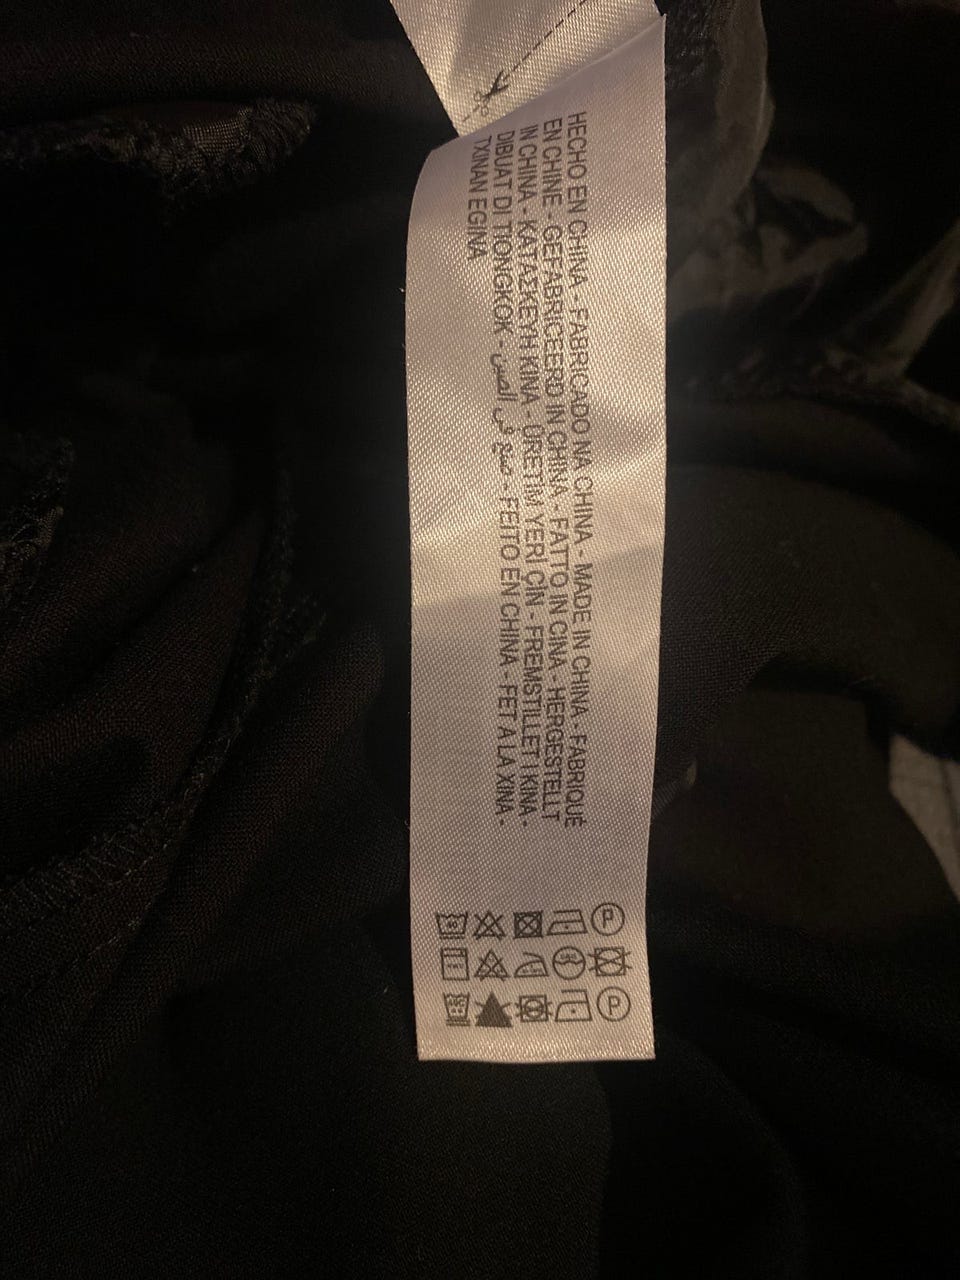 HECHO EN CHINA - FABRICADO NA CHINA - MADE IN CHINA - FABRIQUÉ
EN CHINE - GEFABRICEERD IN CHINA - FATTO IN CINA - HERGESTELLT
IN CHINA - ΚΑΤΑΣΚΕΥΗ ΚΙΝΑ - ÜRETİM YERİ ÇİN - FREMSTILLET I KINA -
DIBUAT DI TIONGKOK - صنع في الصين - FEITO EN CHINA - FET A LA XINA -
TXINAN EGINA
P
P